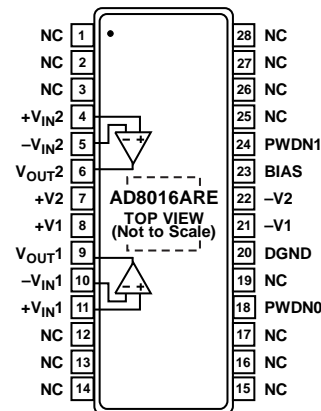 NC 1 28 NC
NC 2 27 NC
NC 3 26 NC
+VIN2 4 25 NC
–VIN2 5 24 PWDN1
VOUT2 6 23 BIAS
+V2 7 22 –V2
+V1 8 21 –V1
VOUT1 9 20 DGND
–VIN1 10 19 NC
+VIN1 11 18 PWDN0
NC 12 17 NC
NC 13 16 NC
NC 14 15 NC
– +
AD8016ARE
TOP VIEW
(Not to Scale)
– +